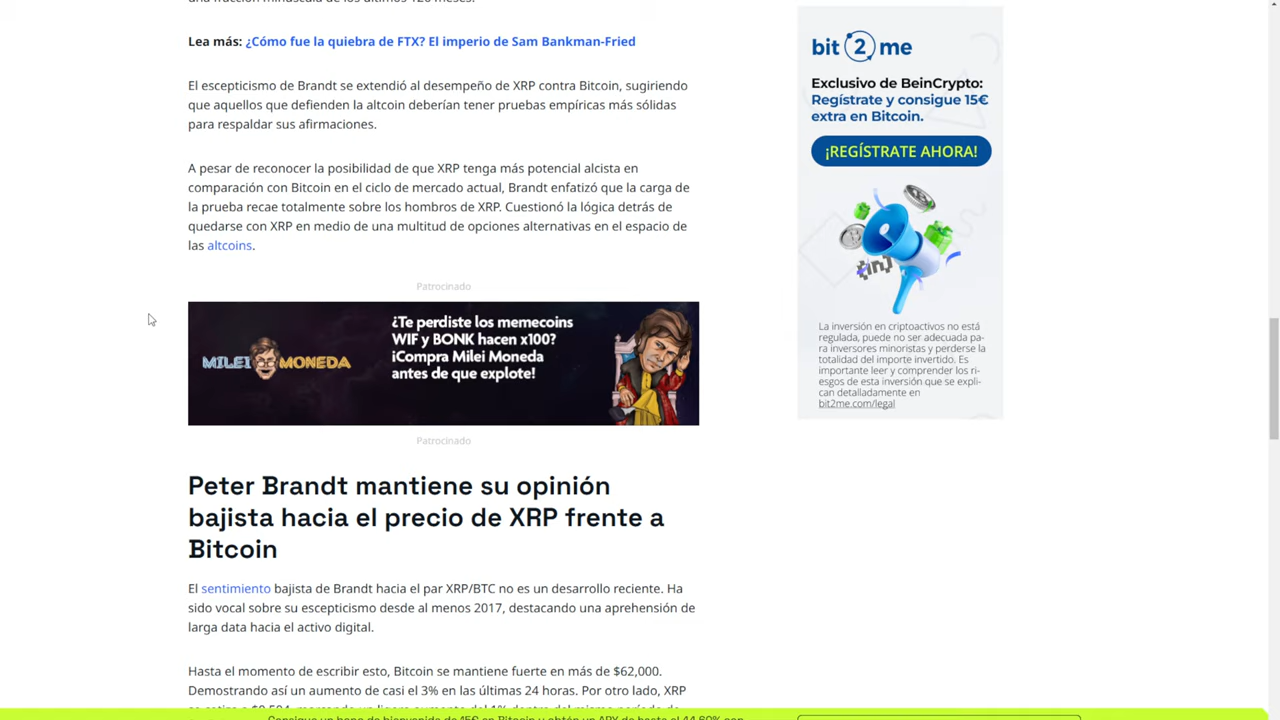 una fracción minúscula de los últimos 120 meses.
Lea más: ¿Cómo fue la quiebra de FTX? El imperio de Sam Bankman-Fried
El escepticismo de Brandt se extendió al desempeño de XRP contra Bitcoin, sugiriendo
que aquellos que defienden la altcoin deberían tener pruebas empíricas más sólidas
para respaldar sus afirmaciones.
A pesar de reconocer la posibilidad de que XRP tenga más potencial alcista en
comparación con Bitcoin en el ciclo de mercado actual, Brandt enfatizó que la carga de
la prueba recae totalmente sobre los hombros de XRP. Cuestionó la lógica detrás de
quedarse con XRP en medio de una multitud de opciones alternativas en el espacio de
las altcoins.
Patrocinado
MILEI MONEDA
¿Te perdiste los memecoins
WIF y BONK hacen x100?
¡Compra Milei Moneda
antes de que explote!
Patrocinado
Peter Brandt mantiene su opinión
bajista hacia el precio de XRP frente a
Bitcoin
El sentimiento bajista de Brandt hacia el par XRP/BTC no es un desarrollo reciente. Ha
sido vocal sobre su escepticismo desde al menos 2017, destacando una aprehensión de
larga data hacia el activo digital.
Hasta el momento de escribir esto, Bitcoin se mantiene fuerte en más de $62,000.
Demostrando así un aumento de casi el 3% en las últimas 24 horas. Por otro lado, XRP
bit 2 me
Exclusivo de BeinCrypto:
Regístrate y consigue 15€
extra en Bitcoin.
¡REGÍSTRATE AHORA!
La inversión en criptoactivos no está
regulada, puede no ser adecuada pa-
ra inversores minoristas y perderse la
totalidad del importe invertido. Es
importante leer y comprender los ri-
esgos de esta inversión que se expli-
can detalladamente en
bit2me.com/legal